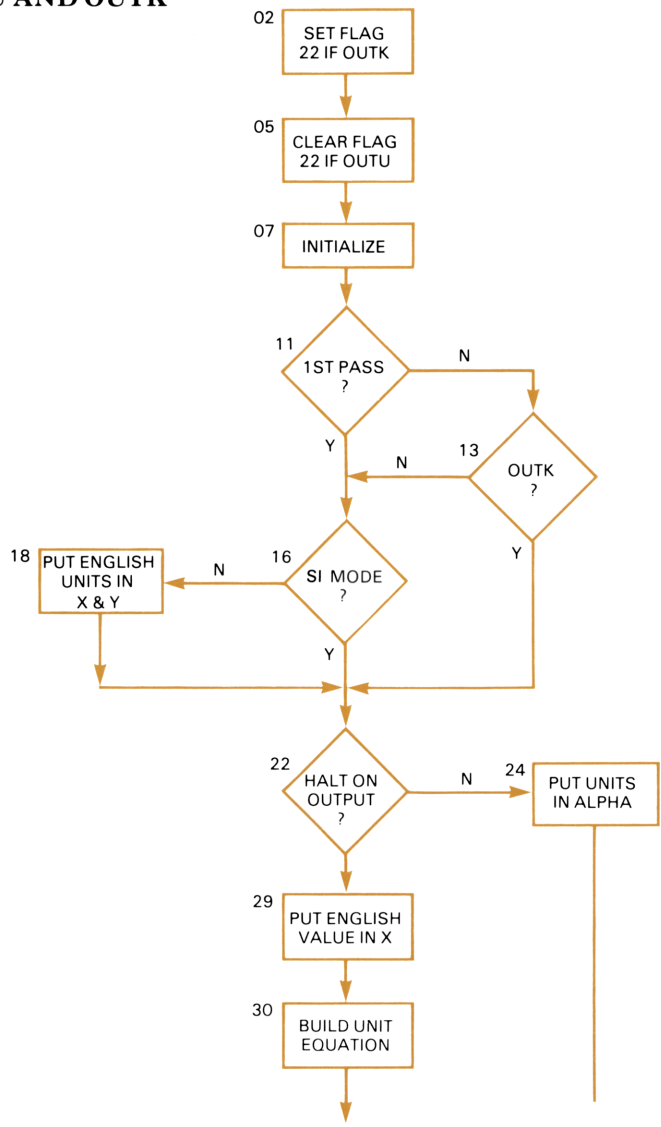 AND OUTK
02
SET FLAG
22 IF OUTK
05
CLEAR FLAG
22 IF OUTU
07
INITIALIZE
11
1ST PASS
?
N
Y
13
OUTK
?
N
Y
16
SI MODE
?
N
Y
18
PUT ENGLISH
UNITS IN
X & Y
22
HALT ON
OUTPUT
?
N
24
PUT UNITS
IN ALPHA
29
PUT ENGLISH
VALUE IN X
30
BUILD UNIT
EQUATION